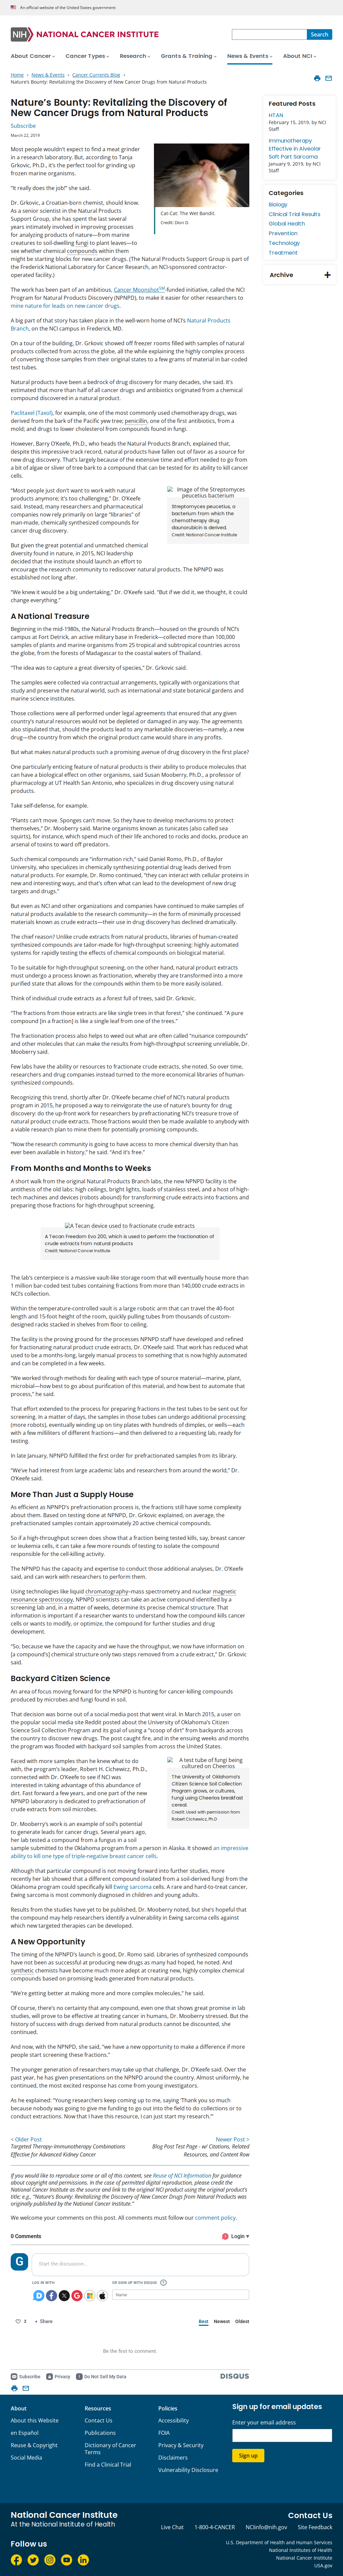 An official website of the United States government
NIH NATIONAL CANCER INSTITUTE
Search
About Cancer
Cancer Types
Research
Grants & Training
News & Events
About NCI
Home › News & Events › Cancer Currents Blog ›
Nature’s Bounty: Revitalizing the Discovery of New Cancer Drugs from Natural Products
Nature’s Bounty: Revitalizing the Discovery of
New Cancer Drugs from Natural Products
Subscribe
March 22, 2019
Most people wouldn’t expect to find a meat grinder
in a research laboratory. But, according to Tanja
Grkovic, Ph.D., it’s the perfect tool for grinding up
frozen marine organisms.
“It really does the job!” she said.
Dr. Grkovic, a Croatian-born chemist, should know.
As a senior scientist in the Natural Products
Support Group, she has spent the last several
years intimately involved in improving processes
for analyzing products of nature—from marine
creatures to soil-dwelling fungi to plants—to see
whether chemical compounds within them
might be starting blocks for new cancer drugs. (The Natural Products Support Group is part of
the Frederick National Laboratory for Cancer Research, an NCI-sponsored contractor-
operated facility.)
Cat-Cat: The Wet Bandit.
Credit: Disn G
We look has been part of an ambitious, Cancer MoonshotSM-funded initiative, called the NCI
Program for Natural Products Discovery (NPNPD), to make it easier for other researchers to
mine nature for leads on new cancer drugs.
A big part of that story has taken place in the well-worn home of NCI’s Natural Products
Branch, on the NCI campus in Frederick, MD.
On a tour of the building, Dr. Grkovic showed off freezer rooms filled with samples of natural
products collected from across the globe, all the while explaining the complex processes
of converting those samples from their original states to a small drop of liquid at the bottom of test
tubes.
Natural products have been a bedrock of drug discovery for many decades, she said. It’s
estimated that more than half of all cancer drugs and antibiotics originated from a chemical
compound discovered in a natural product.
Paclitaxel (Taxol), for example, one of the most commonly used chemotherapy drugs, was
derived from the bark of the Pacific yew tree; penicillin, one of the first antibiotics, from a
mold; and drugs to lower cholesterol from compounds found in fungi.
However, Barry O’Keefe, Ph.D., who heads the Natural Products Branch, explained that,
despite this impressive track record, natural products have fallen out of favor as resources for
new drug discovery. That’s largely because of the extensive time and effort needed to go from
a bit of algae or sliver of tree bark to a compound that can be tested for its ability to kill cancer
cells.
Image of the Streptomyces
peucetius bacterium
Streptomyces peucetius, a
bacterium from which the
chemotherapy drug
daunorubicin is derived.
Credit: National Cancer Institute
“Most people just don’t want to work with natural
products anymore; it’s too challenging,” Dr. O’Keefe
said. Instead, many researchers and pharmaceutical
companies now rely primarily on large “libraries” of
man-made, chemically synthesized compounds for
cancer drug discovery.
But given the great potential and unmatched chemical
diversity found in nature, in 2015, NCI leadership
decided that the institute should launch an effort to
encourage the research community to rediscover natural products. The NPNPD was
established not long after.
“We knew it would be a big undertaking,” Dr. O’Keefe said. “But if we did it, we thought, it could
change everything.”
A National Treasure
Beginning in the mid-1980s, the Natural Products Branch—housed on the grounds of NCI’s
campus at Fort Detrick, an active military base in Frederick—collected more than 100,000
samples of plants and marine organisms from 25 tropical and subtropical countries across
the globe, from the forests of Madagascar to the coastal waters of Thailand.
“The idea was to capture a great diversity of species,” Dr. Grkovic said.
The samples were collected via contractual arrangements, typically with organizations that
study and preserve the natural world, such as international and state botanical gardens and
marine science institutes.
Those collections were all performed under legal agreements that have ensured that any given
country’s natural resources would not be depleted or damaged in any way. The agreements
also stipulated that, should the products lead to any marketable discoveries—namely, a new
drug—the country of original origin would share in any profits.
But what makes natural products such a promising avenue of drug discovery in the first place?
One particularly enticing feature of natural products is that they tend to be molecules that
have a biological effect on other organisms, said Susan Mooberry, Ph.D., a professor of
pharmacology at UT Health San Antonio, who specializes in developing drugs from natural
products.
Take self-defense, for example.
“Plants can’t move. Sponges can’t move. So they have to develop mechanisms to protect
themselves,” Dr. Mooberry said. Marine organisms known as tunicates (also called sea
squirts), for instance, which spend much of their adult lives anchored in one place, produce an
arsenal of toxins to ward off predators.
Such chemical compounds are “information rich,” said Daniel Romo, Ph.D., of Baylor
University, who specializes in chemically optimizing potential drug leads derived from natural
products. For example, Dr. Romo continued, “they can interact with cellular proteins in
new and interesting ways, and that’s often what can lead to the development of new drug
targets and drugs.”
But even as NCI and other organizations and companies have continued to make samples of
natural products available to the research community—in the form of minimally processed
materials known as crude extracts—their use in drug discovery has declined dramatically.
The chief reason? Unlike crude extracts from natural products, libraries of human-created
synthesized compounds are tailor-made for high-throughput screening: highly automated
systems for rapidly testing the effects of chemical compounds on biological material.
To be suitable for high-throughput screening, on the other hand, natural product extracts
must undergo a process by which they are separated, or fractionated, into a more pure
purified state that allows for the substances contained within them to be more easily assessed.
Think of individual crude extracts as a forest full of trees, said Dr. Grkovic.
“The fractions from those extracts are like single trees in that forest,” she continued. “A pure
compound [in a fraction] is like a single leaf from one of the trees.”
The fractionation process also helps to weed out what are often called “nuisance compounds”
and other molecules that can make the results from high-throughput screening unreliable, Dr.
Mooberry said.
Few labs have the ability or resources to fractionate crude extracts, she noted. So over time,
researchers and drug companies instead turned to the more economical libraries of human-
synthesized compounds.
Recognizing this trend, shortly after Dr. O’Keefe became chief of NCI’s natural products
program in 2015, he proposed a way to reinvigorate the use of nature’s bounty for drug
discovery: do the up-front work for researchers by prefractionating NCI’s treasure trove of
natural product crude extracts. Those fractions would then be made available to anybody with
a viable research plan to mine them for potentially promising compounds.
“Now the research community is going to have access to more chemical diversity than has
ever been available in history,” he said. “And it’s free.”
From Months and Months to Weeks
A short walk from the original Natural Products Branch labs, the new NPNPD facility is the
antithesis of the old labs: high ceilings, bright lights, loads of stainless steel, and a host of high-
tech machines and devices (robots abound) for transforming crude extracts into fractions and
preparing those fractions for high-throughput screening.
A Tecan device used to fractionate crude extracts
A Tecan Freedom Evo 200, which is used to perform the fractionation of
crude extracts from natural products
Credit: National Cancer Institute
The lab’s centerpiece is a massive vault-like storage room that will eventually house more than
1 million bar-coded test tubes containing fractions from more than 140,000 crude extracts in
NCI’s collection.
Within the temperature-controlled vault is a large robotic arm that can travel the 40-foot
length and 15-foot height of the room, quickly pulling tubes from thousands of custom-
designed racks stacked in shelves from floor to ceiling.
The facility is the proving ground for the processes NPNPD staff have developed and refined
for fractionating natural product crude extracts, Dr. O’Keefe said. That work has reduced what
used to be a months-long, largely manual process to something that is now highly automated
and can be completed in a few weeks.
“We worked through methods for dealing with each type of source material—marine, plant,
microbial—how best to go about purification of this material, and now we have that process in
place,” he said.
That effort extended to the process for preparing fractions in the test tubes to be sent out for
screening. In a matter of days, the samples in those tubes can undergo additional processing
(more robots), eventually ending up on trays with hundreds of dimples, or wells—each
with a few milliliters of different fractions—and then delivered to a requesting lab, ready for
testing.
In late January, NPNPD fulfilled the first order for prefractionated samples from its library.
“We’ve had interest from large academic labs and researchers from around the world,” Dr.
O’Keefe said.
More Than Just a Supply House
As efficient as NPNPD’s prefractionation process is, the fractions still have some complexity
about them. Based on testing done at NPNPD, Dr. Grkovic explained, on average, the
prefractionated samples contain approximately 20 active chemical compounds.
So if a high-throughput screen does show that a fraction being tested kills, say, breast cancer
or leukemia cells, it can take a few more rounds of testing to isolate the compound
responsible for the cell-killing activity.
The NPNPD has the capacity and expertise to conduct those additional analyses, Dr. O’Keefe
said, and can work with researchers to perform them.
Using technologies like liquid chromatography-mass spectrometry and nuclear magnetic
resonance spectroscopy, NPNPD scientists can take an active compound identified by a
screening lab and, in a matter of weeks, determine its precise chemical structure. That
information is important if a researcher wants to understand how the compound kills cancer
cells or wants to modify, or optimize, the compound further for testing and subsequent drug
development.
“So, because we have the fractionation capacity and the throughput, we now have information on
[a compound’s] chemical structure only two steps removed from a crude extract,” Dr. Grkovic
said.
Backyard Citizen Science
An area of focus moving forward for the NPNPD is hunting for cancer-killing compounds
produced by microbes and fungi found in soil.
That decision was borne out of a social media post that went viral. In March 2015, a user on
the popular social media site Reddit posted about the University of Oklahoma’s Citizen
Science Soil Collection Program and its goal of using a “scoop of dirt” from backyards across
the country to find new drugs. The post caught fire, and in the ensuing weeks and months the
program was flooded with backyard soil samples from across the United States.
A test tube of fungi being
cultured on Cheerios
The University of Oklahoma’s
Citizen Science Soil Collection
Program grows, or cultures,
fungi using Cheerios breakfast
cereal.
Credit: Used with permission from
Robert Cichewicz, Ph.D
Faced with more samples than he knew what to do
with, the program’s leader, Robert H. Cichewicz, Ph.D.,
connected with Dr. O’Keefe to see if NCI was
interested in taking advantage of this abundance of
dirt. Fast forward a few years, and one part of the new
NPNPD initiative is dedicated to prefractionation of
crude extracts from soil microbes.
Dr. Mooberry’s work is an example of soil’s potential
to generate leads for cancer drugs. Several years ago,
her lab tested a compound from a fungus in a soil
sample submitted to the Oklahoma program from a person in Alaska. It showed an impressive
ability to kill one type of triple-negative breast cancer cells.
Although that particular compound is not moving forward into further studies, more
recently her lab determined that a different compound isolated from a soil-derived fungi from the
Oklahoma program could specifically kill Ewing sarcoma cells. A rare and hard-to-treat cancer,
Ewing sarcoma is commonly diagnosed in children and young adults.
Results from the studies have yet to be published, Dr. Mooberry noted, but she’s hopeful that
the compound may help researchers identify a vulnerability in Ewing sarcoma cells against
which new targeted therapies can be developed.
A New Opportunity
The timing of the NPNPD’s launch is good, Dr. Romo said. Libraries of synthesized compounds
have not been as successful at producing new drugs as many had hoped, he noted. And
synthetic chemists have become much more adept at creating new, highly complex chemical
compounds based on promising leads generated from natural products.
“We’re getting better at making more and more complex molecules,” he said.
Of course, there’s no certainty that any compound derived from nature, no matter how
promising, will prove to be an effective cancer treatment in humans, Dr. Mooberry stressed. But
history is replete with effective drugs based on natural products that cannot be discounted, she
continued.
And now, with the NPNPD, she said, “we have a new opportunity to make a difference if more
people start screening these fractions.”
The younger generation of researchers may take up that challenge, Dr. O’Keefe said. Over the past
year, he has given presentations on the NPNPD around the country. Almost without fail, he
continued, the most dedicated response has come from young investigators.
As he explained: “Young researchers keep coming up to me, saying ‘Thank you so much
because I’m not going to be able to go out into the field to do the collections or to
contract them out. Now that I have this resource, I can just start my research.’”
< Older Post
Targeted Therapy–Immunotherapy Combinations
Effective for Advanced Kidney Cancer
Newer Post >
Blog Post Test Page - w/ Citations, Related
Resources, and Content Row
If you would like to reproduce some or all of this content, see Reuse of NCI Information for guidance
about copyright and permissions. In the case of permitted digital reproduction, please credit the
National Cancer Institute as the source and link to the original NCI product using the original product's
title; e.g., “Nature’s Bounty: Revitalizing the Discovery of New Cancer Drugs from Natural Products was
originally published by the National Cancer Institute.”
We welcome your comments on this post. All comments must follow our comment policy.
0 Comments
Login
G
Start the discussion…
LOG IN WITH
OR SIGN UP WITH DISQUS ?
Name
2
Share
Best
Newest
Oldest
Be the first to comment.
Subscribe
Privacy
Do Not Sell My Data
DISQUS
Featured Posts
HTAN
February 15, 2019, by NCI
Staff
Immunotherapy
Effective in Alveolar
Soft Part Sarcoma
January 9, 2019, by NCI
Staff
Categories
Biology
Clinical Trial Results
Global Health
Prevention
Technology
Treatment
Archive
About
About This Website
en Español
Reuse & Copyright
Social Media
Resources
Contact Us
Publications
Dictionary of Cancer
Terms
Find a Clinical Trial
Policies
Accessibility
FOIA
Privacy & Security
Disclaimers
Vulnerability Disclosure
Sign up for email updates
Enter your email address
Sign up
National Cancer Institute
At the National Institutes of Health
Follow us
Contact Us
Live Chat
1-800-4-CANCER
NCIinfo@nih.gov
Site Feedback
U.S. Department of Health and Human Services
National Institutes of Health
National Cancer Institute
USA.gov